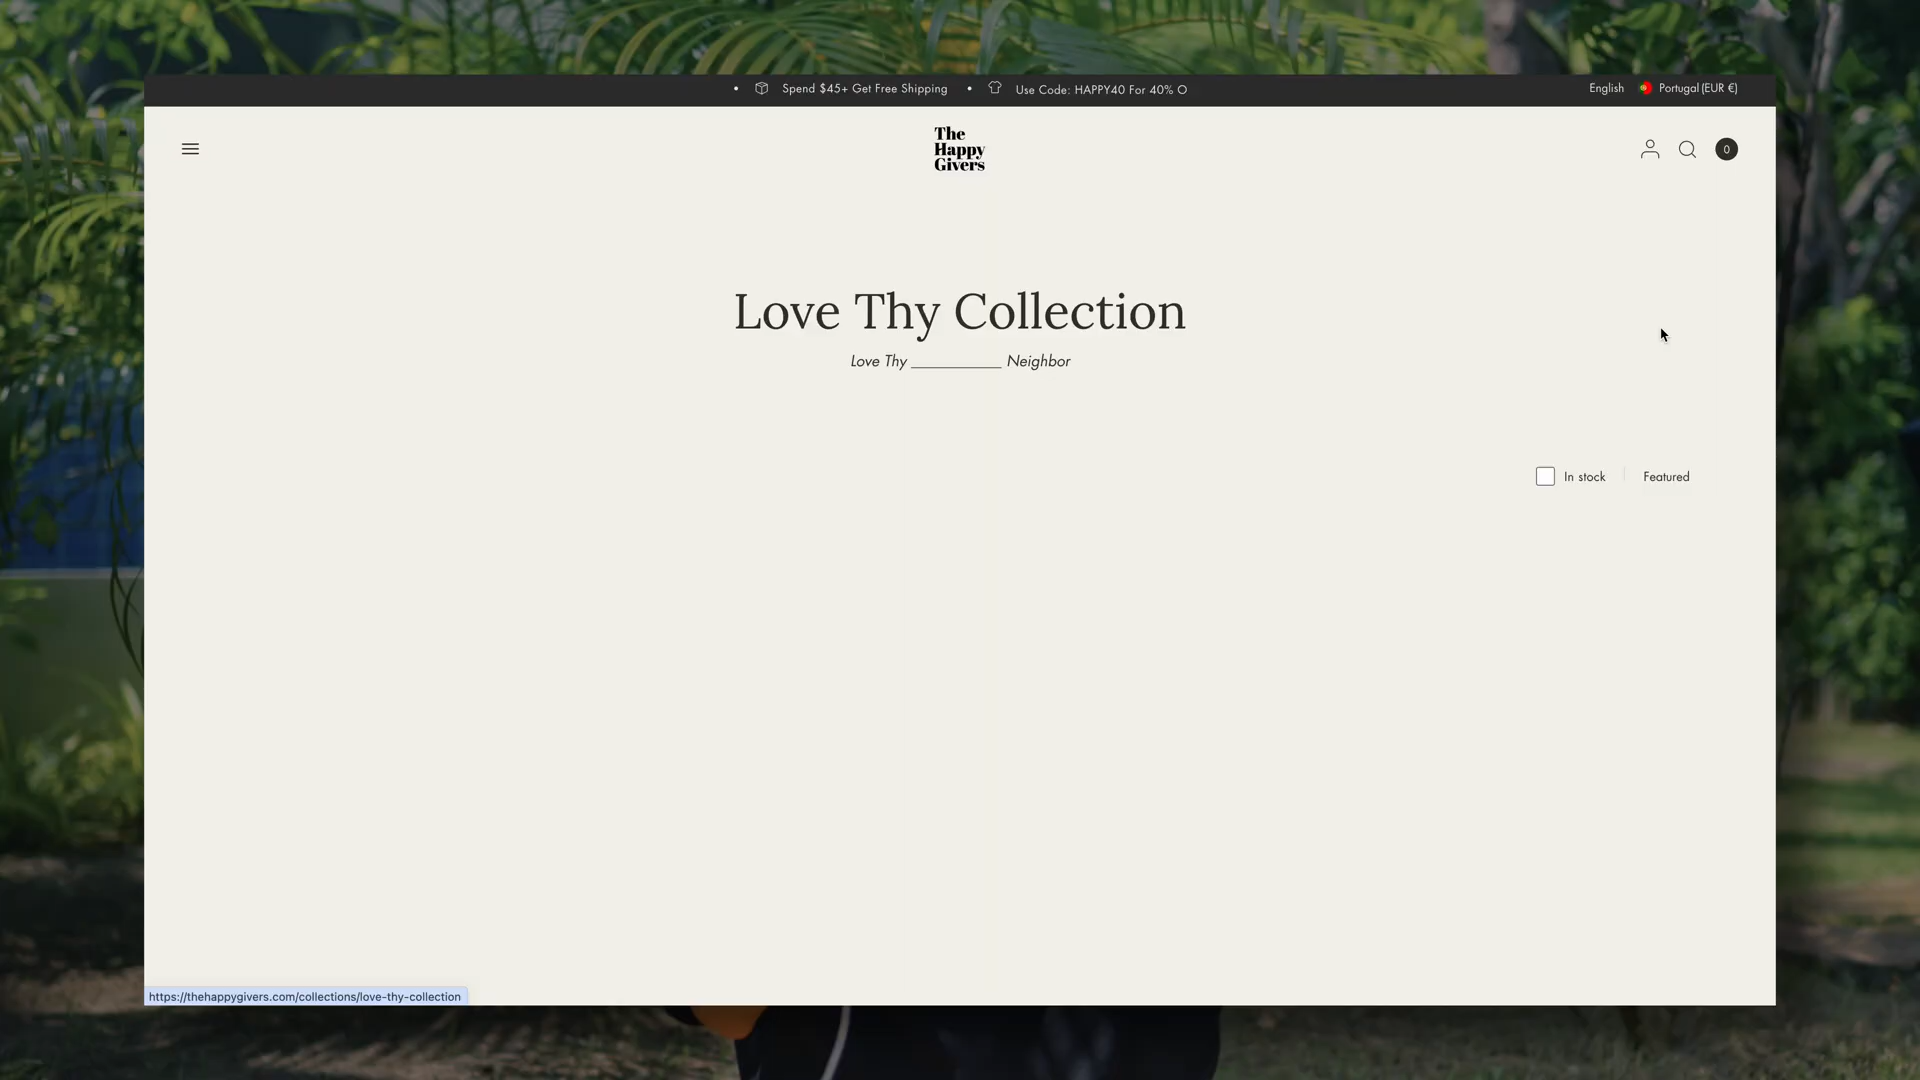 Spend $45+ Get Free Shipping
Use Code: HAPPY40 For 40% O
English
Portugal (EUR €)
The
Happy
Givers
0
Love Thy Collection
Love Thy __________ Neighbor
In stock
Featured
https://thehappygivers.com/collections/love-thy-collection